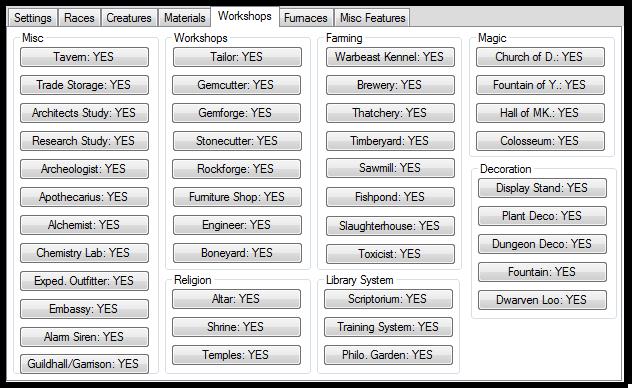 Settings
Races
Creatures
Materials
Workshops
Furnaces
Misc Features
Misc
Tavern: YES
Trade Storage: YES
Architects Study: YES
Research Study: YES
Archeologist: YES
Apothecarius: YES
Alchemist: YES
Chemistry Lab: YES
Exped. Outfitter: YES
Embassy: YES
Alarm Siren: YES
Guildhall/Garrison: YES
Workshops
Tailor: YES
Gemcutter: YES
Gemforge: YES
Stonecutter: YES
Rockforge: YES
Furniture Shop: YES
Engineer: YES
Boneyard: YES
Religion
Altar: YES
Shrine: YES
Temples: YES
Farming
Warbeast Kennel: YES
Brewery: YES
Thatchery: YES
Timberyard: YES
Sawmill: YES
Fishpond: YES
Slaughterhouse: YES
Toxicist: YES
Library System
Scriptorium: YES
Training System: YES
Philo. Garden: YES
Magic
Church of D.: YES
Fountain of Y.: YES
Hall of MK.: YES
Colosseum: YES
Decoration
Display Stand: YES
Plant Deco: YES
Dungeon Deco: YES
Fountain: YES
Dwarven Loo: YES